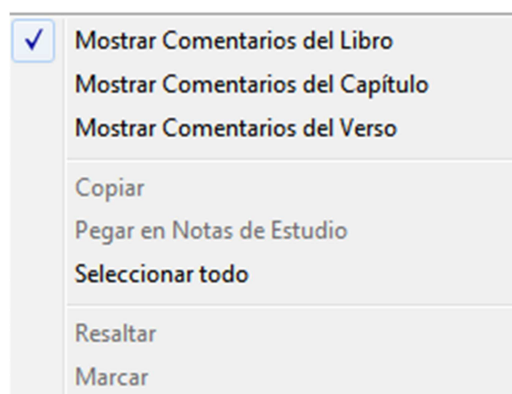 Mostrar Comentarios del Libro
Mostrar Comentarios del Capítulo
Mostrar Comentarios del Verso
Copiar
Pegar en Notas de Estudio
Seleccionar todo
Resaltar
Marcar